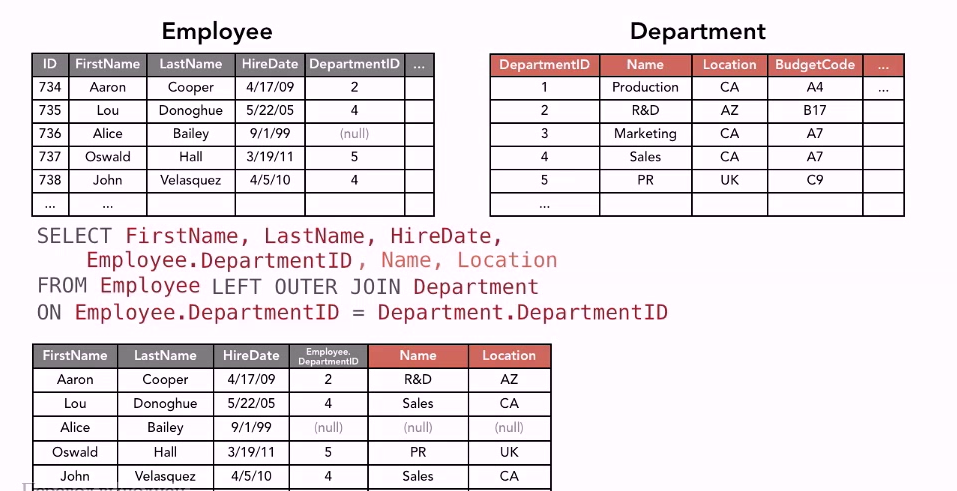 Employee
ID FirstName LastName HireDate DepartmentID ...
734 Aaron Cooper 4/17/09 2
735 Lou Donoghue 5/22/05 4
736 Alice Bailey 9/1/99 (null)
737 Oswald Hall 3/19/11 5
738 John Velasquez 4/5/10 4
... ...
Department
DepartmentID Name Location BudgetCode ...
1 Production CA A4 ...
2 R&D AZ B17
3 Marketing CA A7
4 Sales CA A7
5 PR UK C9
...
SELECT FirstName, LastName, HireDate,
Employee.DepartmentID, Name, Location
FROM Employee LEFT OUTER JOIN Department
ON Employee.DepartmentID = Department.DepartmentID
FirstName LastName HireDate Employee.DepartmentID Name Location
Aaron Cooper 4/17/09 2 R&D AZ
Lou Donoghue 5/22/05 4 Sales CA
Alice Bailey 9/1/99 (null) (null) (null)
Oswald Hall 3/19/11 5 PR UK
John Velasquez 4/5/10 4 Sales CA